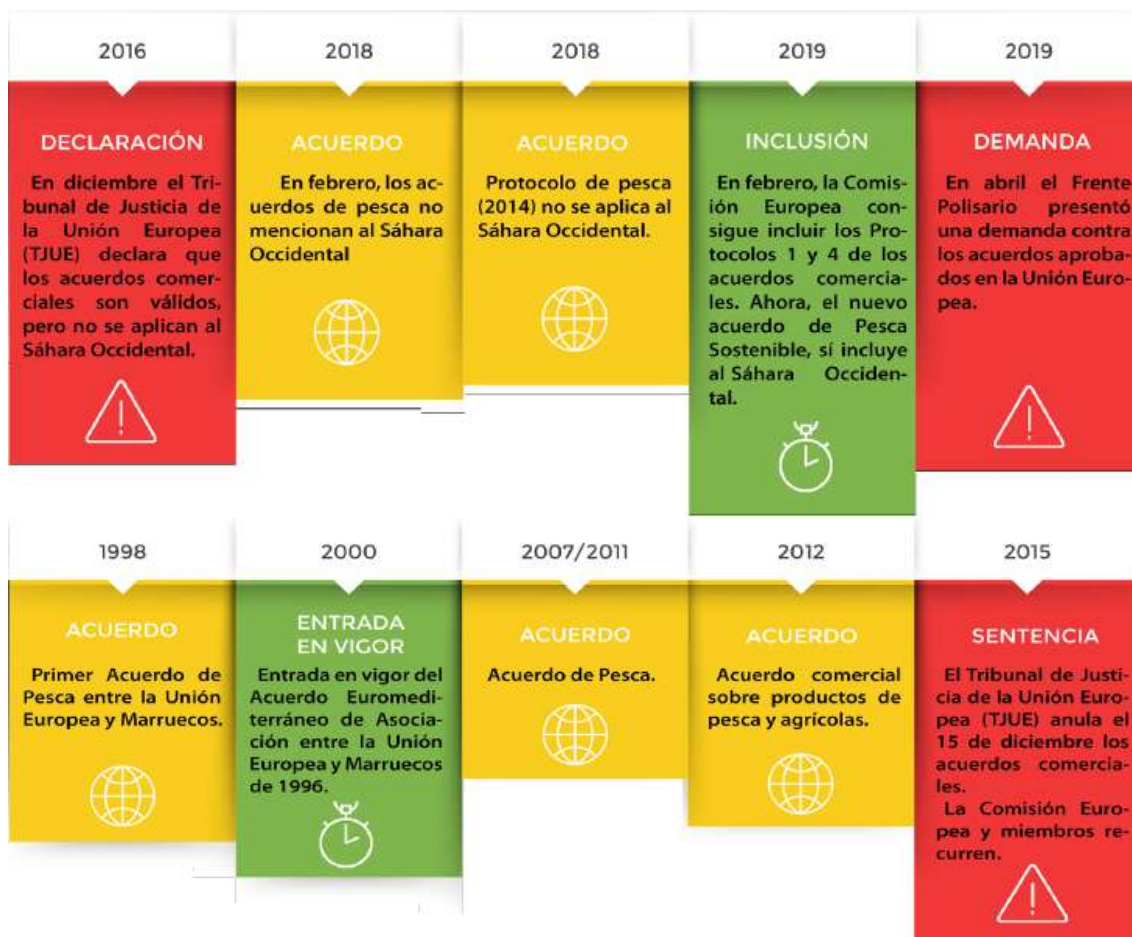 2016
DECLARACIÓN
En diciembre el Tri-
bunal de Justicia de
la Unión Europea
(TJUE) declara que
los acuerdos comer-
ciales son válidos,
pero no se aplican al
Sáhara Occidental.
2018
ACUERDO
En febrero, los ac-
uerdos de pesca no
mencionan al Sáhara
Occidental
2018
ACUERDO
Protocolo de pesca
(2014) no se aplica al
Sáhara Occidental.
2019
INCLUSIÓN
En febrero, la Comis-
ión Europea con-
sigue incluir los Pro-
tocolos 1 y 4 de los
acuerdos comercia-
les. Ahora, el nuevo
acuerdo de Pesca
Sostenible, sí incluye
al Sáhara Occiden-
tal.
2019
DEMANDA
En abril el Frente
Polisario presentó
una demanda contra
los acuerdos aproba-
dos en la Unión Euro-
pea.
1998
ACUERDO
Primer Acuerdo de
Pesca entre la Unión
Europea y Marruecos.
2000
ENTRADA
EN VIGOR
Entrada en vigor del
Acuerdo Euromedi-
terráneo de Asocia-
ción entre la Unión
Europea y Marruecos
de 1996.
2007/2011
ACUERDO
Acuerdo de Pesca.
2012
ACUERDO
Acuerdo comercial
sobre productos de
pesca y agrícolas.
2015
SENTENCIA
El Tribunal de Justi-
cia de la Unión Euro-
pea (TJUE) anula el
15 de diciembre los
acuerdos comercia-
les.
La Comisión Euro-
pea y miembros re-
curren.